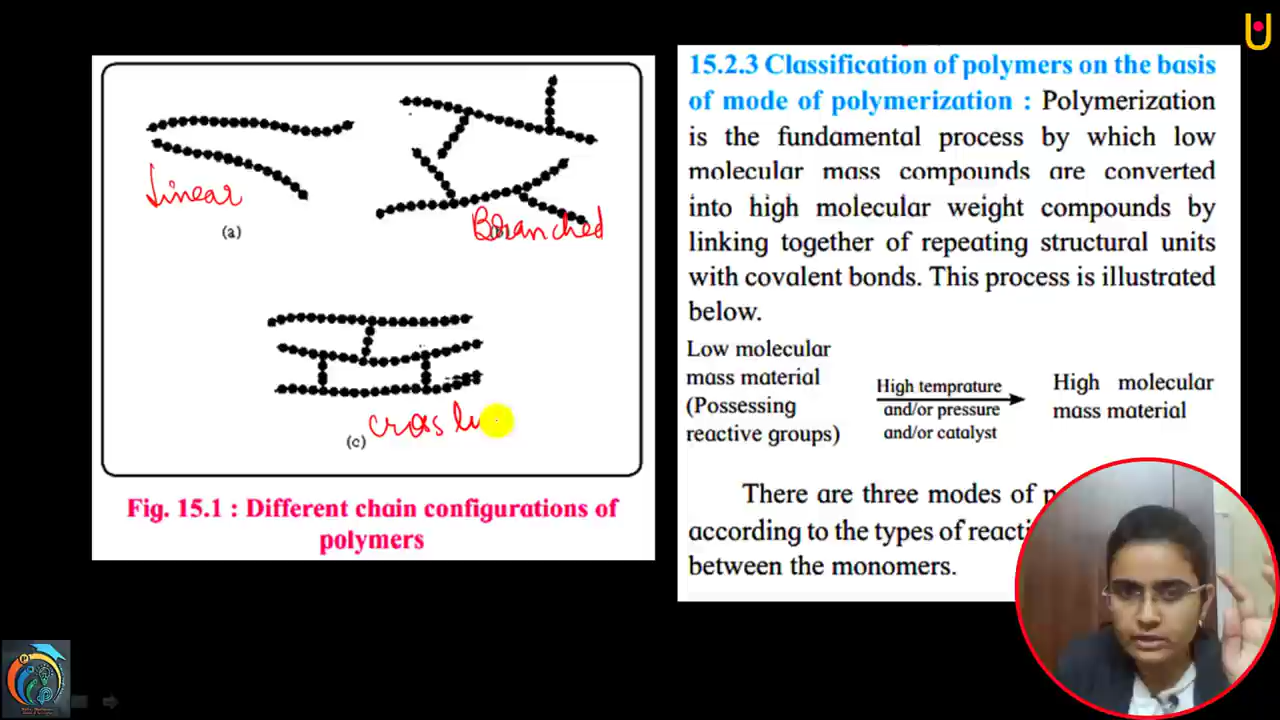 Linear
(a)
Branched
(c)
cross
Fig. 15.1 : Different chain configurations of
polymers
15.2.3 Classification of polymers on the basis
of mode of polymerization : Polymerization
is the fundamental process by which low
molecular mass compounds are converted
into high molecular weight compounds by
linking together of repeating structural units
with covalent bonds. This process is illustrated
below.
Low molecular
mass material
(Possessing
reactive groups)
High temprature
and/or pressure
and/or catalyst
High molecular
mass material
There are three modes of
according to the types of
between the monomers.